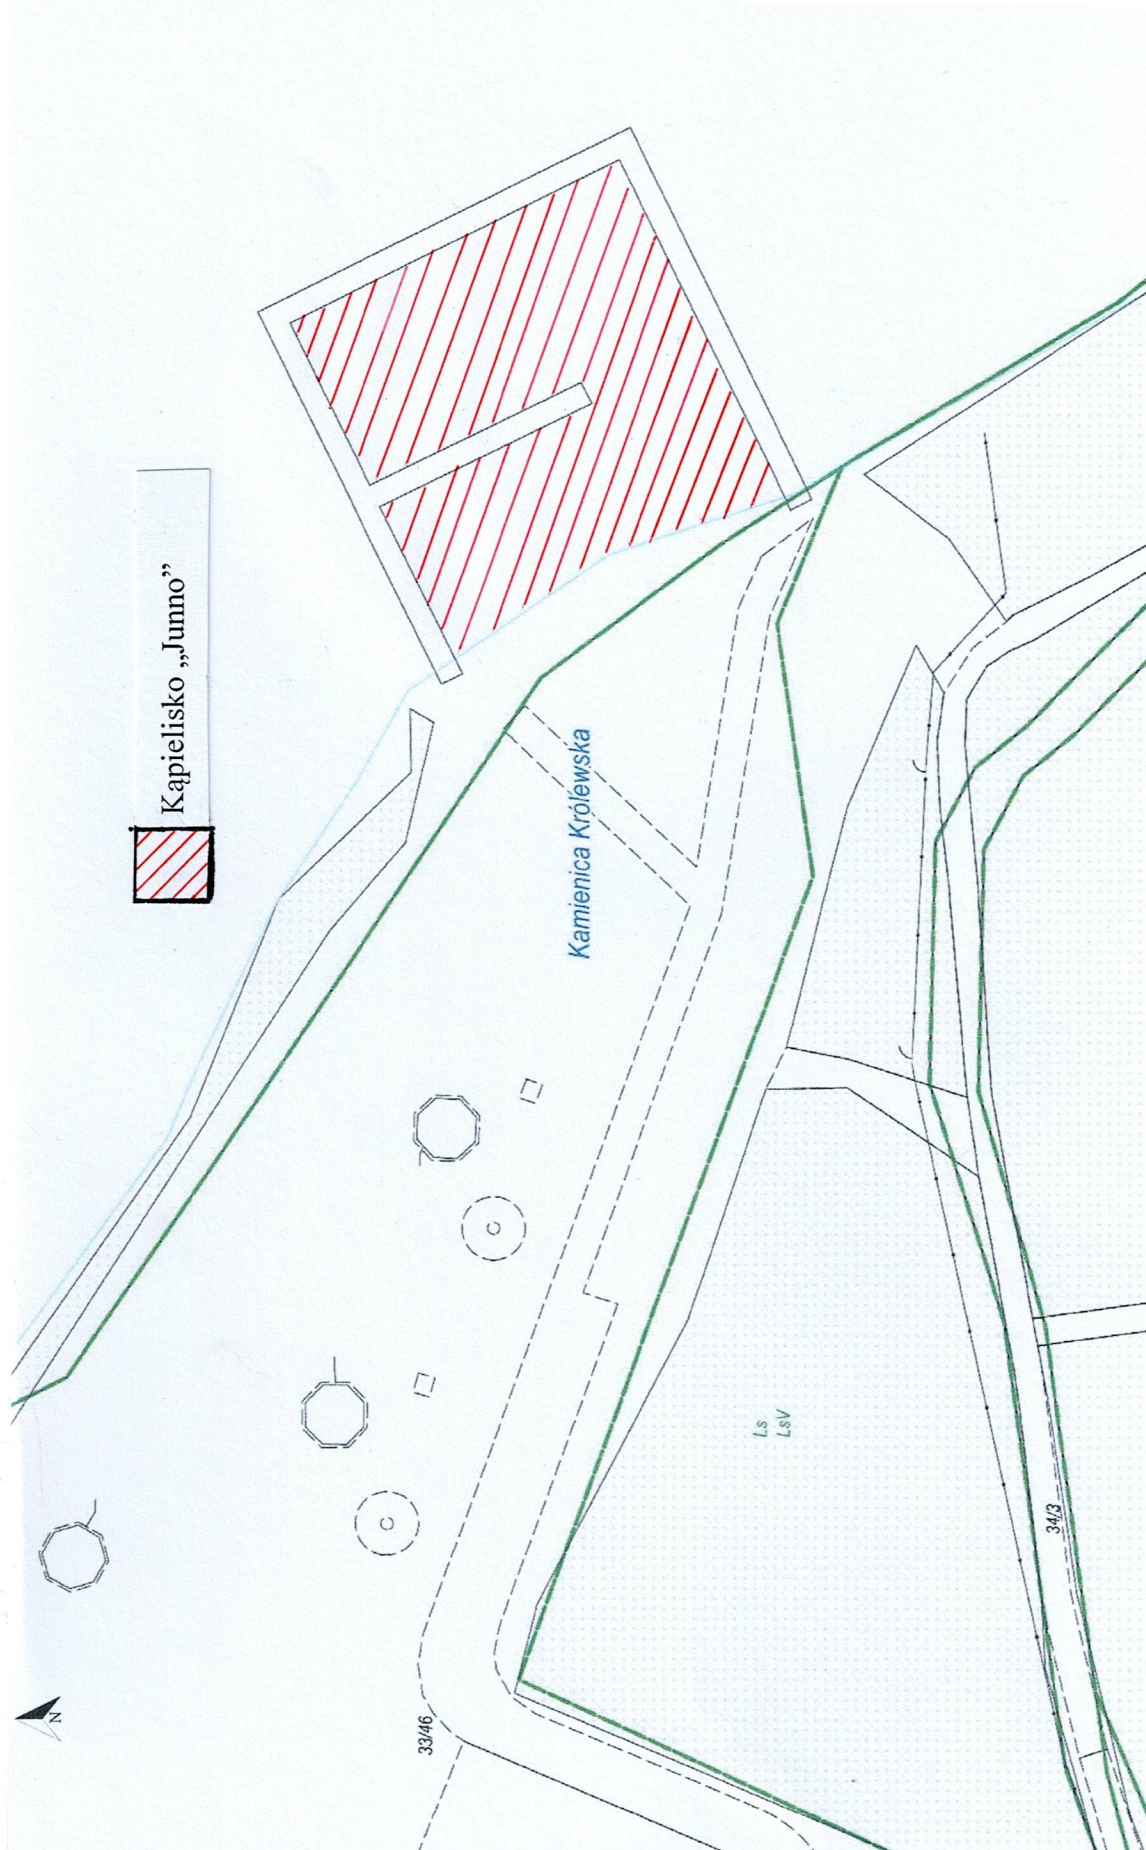 Kąpielisko „Junno”
Kamienica Królewska
C
C
Ls
LsV
34/3
33/46
N